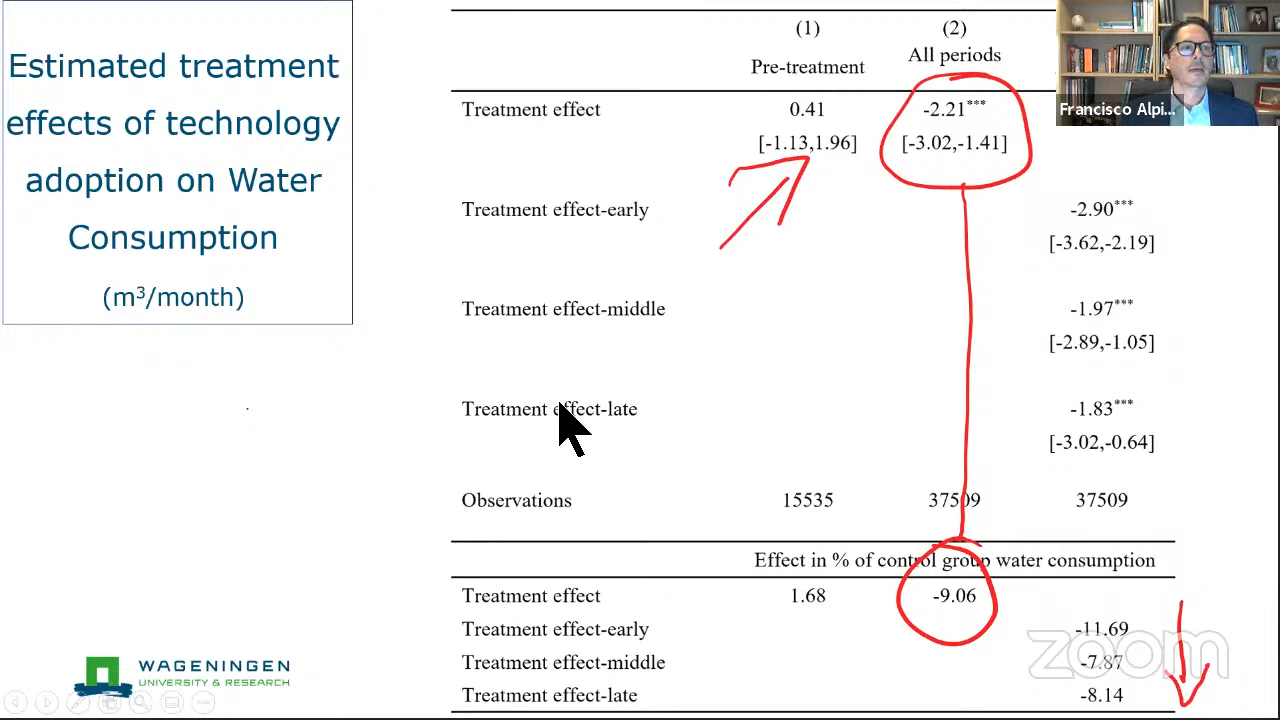 Estimated treatment
effects of technology
adoption on Water
Consumption
(m³/month)
(1)
Pre-treatment
(2)
All periods
Treatment effect 0.41 -2.21***
[-1.13,1.96] [-3.02,-1.41]
Treatment effect-early -2.90***
[-3.62,-2.19]
Treatment effect-middle -1.97***
[-2.89,-1.05]
Treatment effect-late -1.83***
[-3.02,-0.64]
Observations 15535 37509 37509
Effect in % of control group water consumption
Treatment effect 1.68 -9.06
Treatment effect-early -11.69
Treatment effect-middle -7.87
Treatment effect-late -8.14
Francisco Alpi...
zoom
WAGENINGEN
UNIVERSITY & RESEARCH